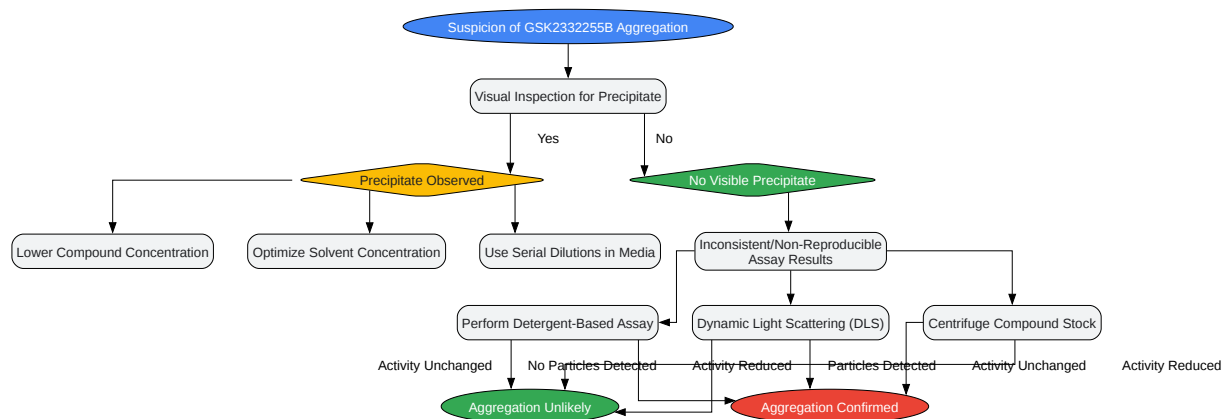 Suspicion of GSK2332255B Aggregation
Visual Inspection for Precipitate
Yes
No
Precipitate Observed
No Visible Precipitate
Lower Compound Concentration
Optimize Solvent Concentration
Use Serial Dilutions in Media
Inconsistent/Non-Reproducible
Assay Results
Perform Detergent-Based Assay
Dynamic Light Scattering (DLS)
Centrifuge Compound Stock
Activity Unchanged
No Particles Detected
Activity Reduced
Particles Detected
Activity Unchanged
Activity Reduced
Aggregation Unlikely
Aggregation Confirmed